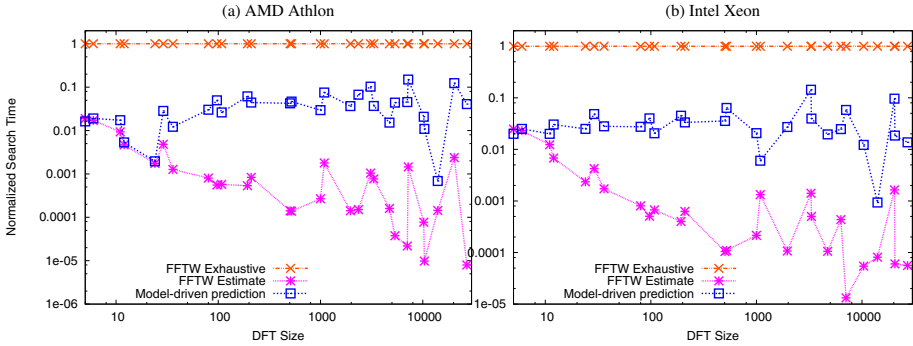 (a) AMD Athlon
(b) Intel Xeon
Normalized Search Time
1
0.1
0.01
0.001
0.0001
1e-05
1e-06
FFTW Exhaustive
FFTW Estimate
Model-driven prediction
10
100
1000
10000
DFT Size
1
0.1
0.01
0.001
0.0001
1e-5
FFTW Exhaustive
FFTW Estimate
Model-driven prediction
10
100
1000
10000
DFT Size